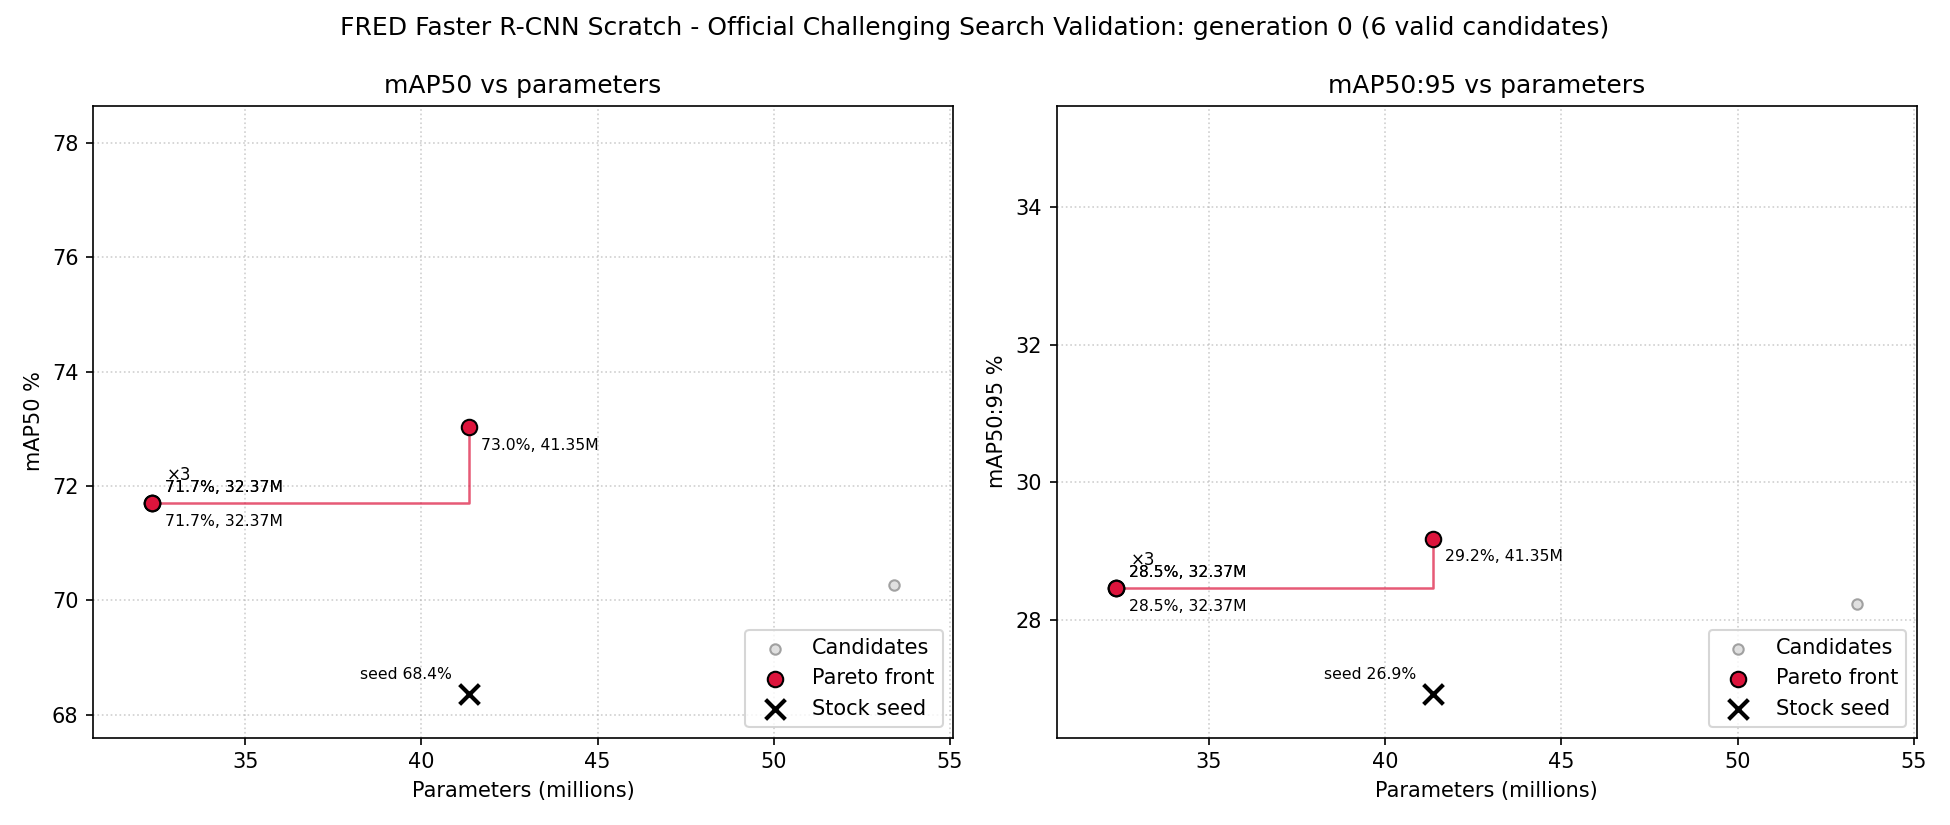 FRED Faster R-CNN Scratch - Official Challenging Search Validation: generation 0 (6 valid candidates)
mAP50 vs parameters
mAP50 %
78
76
74
72
70
68
×3
71.7%, 32.37M
71.7%, 32.37M
73.0%, 41.35M
seed 68.4%
Candidates
Pareto front
Stock seed
35
40
45
50
55
Parameters (millions)
mAP50:95 vs parameters
mAP50:95 %
34
32
30
28
×3
28.5%, 32.37M
28.5%, 32.37M
29.2%, 41.35M
seed 26.9%
Candidates
Pareto front
Stock seed
35
40
45
50
55
Parameters (millions)